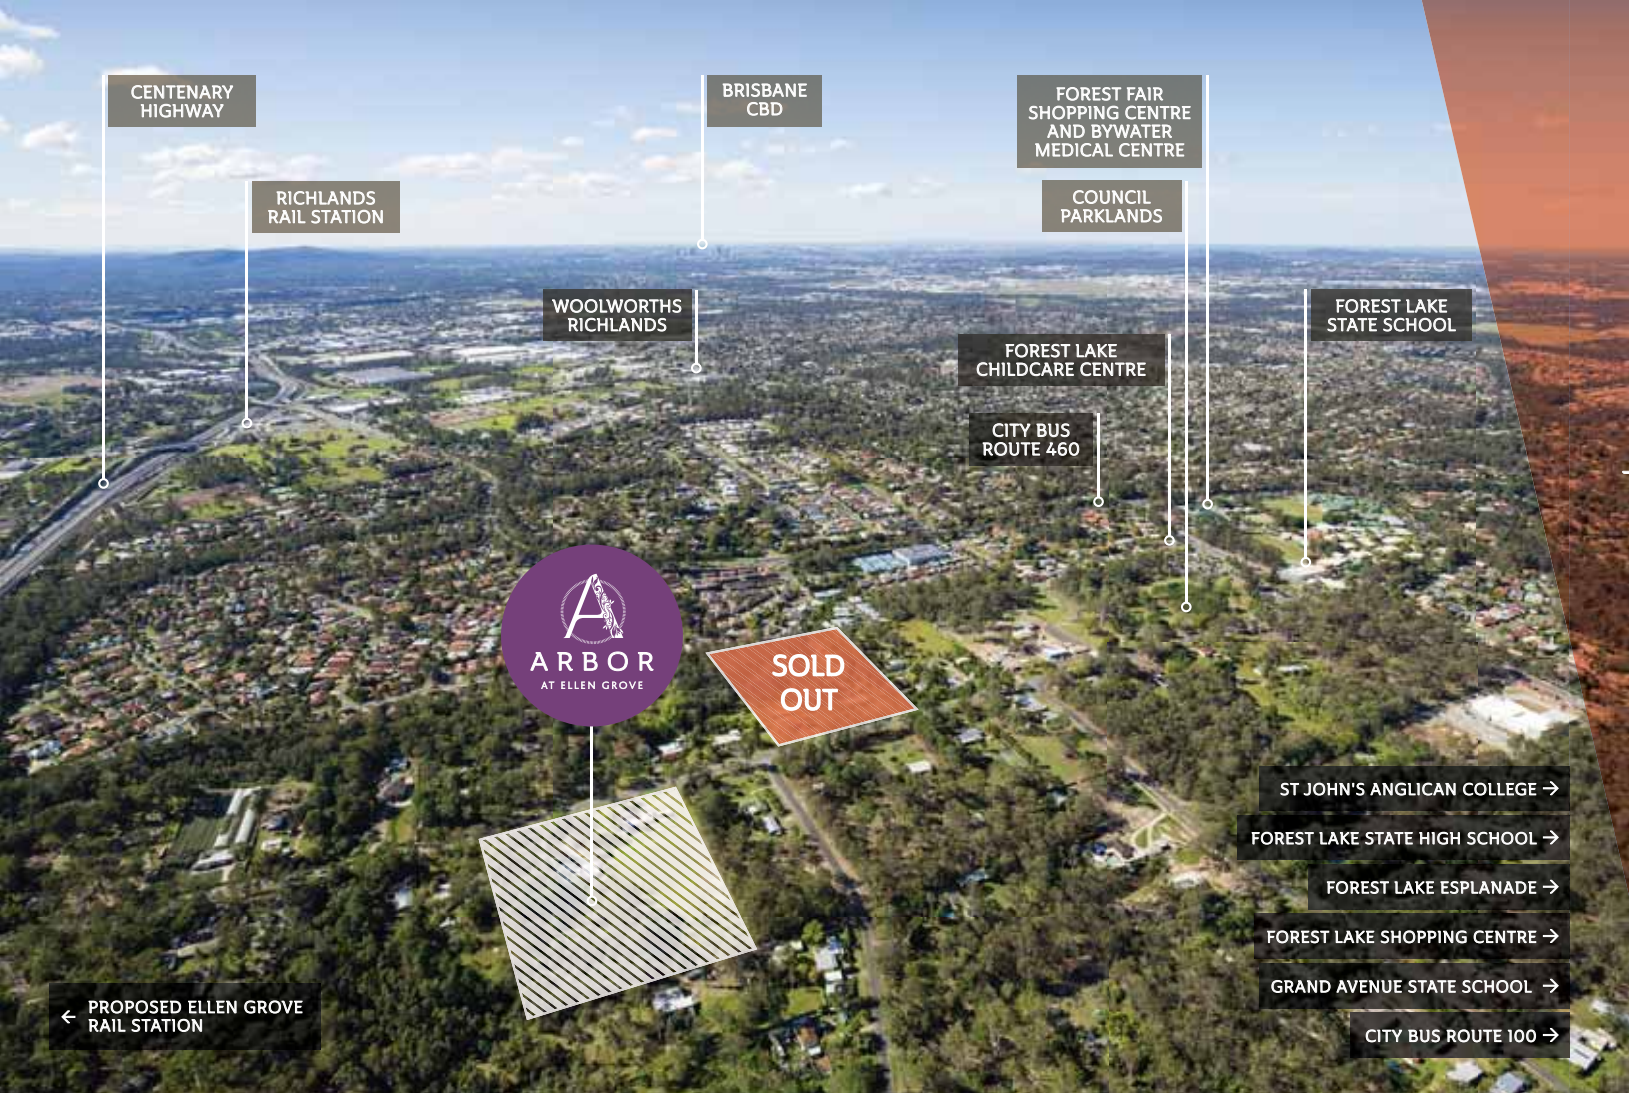 CENTENARY
HIGHWAY
BRISBANE
CBD
FOREST FAIR
SHOPPING CENTRE
AND BYWATER
MEDICAL CENTRE
RICHLANDS
RAIL STATION
COUNCIL
PARKLANDS
WOOLWORTHS
RICHLANDS
FOREST LAKE
STATE SCHOOL
FOREST LAKE
CHILDCARE CENTRE
CITY BUS
ROUTE 460
ARBOR
AT ELLEN GROVE
SOLD
OUT
ST JOHN'S ANGLICAN COLLEGE →
FOREST LAKE STATE HIGH SCHOOL →
FOREST LAKE ESPLANADE →
FOREST LAKE SHOPPING CENTRE →
GRAND AVENUE STATE SCHOOL →
← PROPOSED ELLEN GROVE
RAIL STATION
CITY BUS ROUTE 100 →